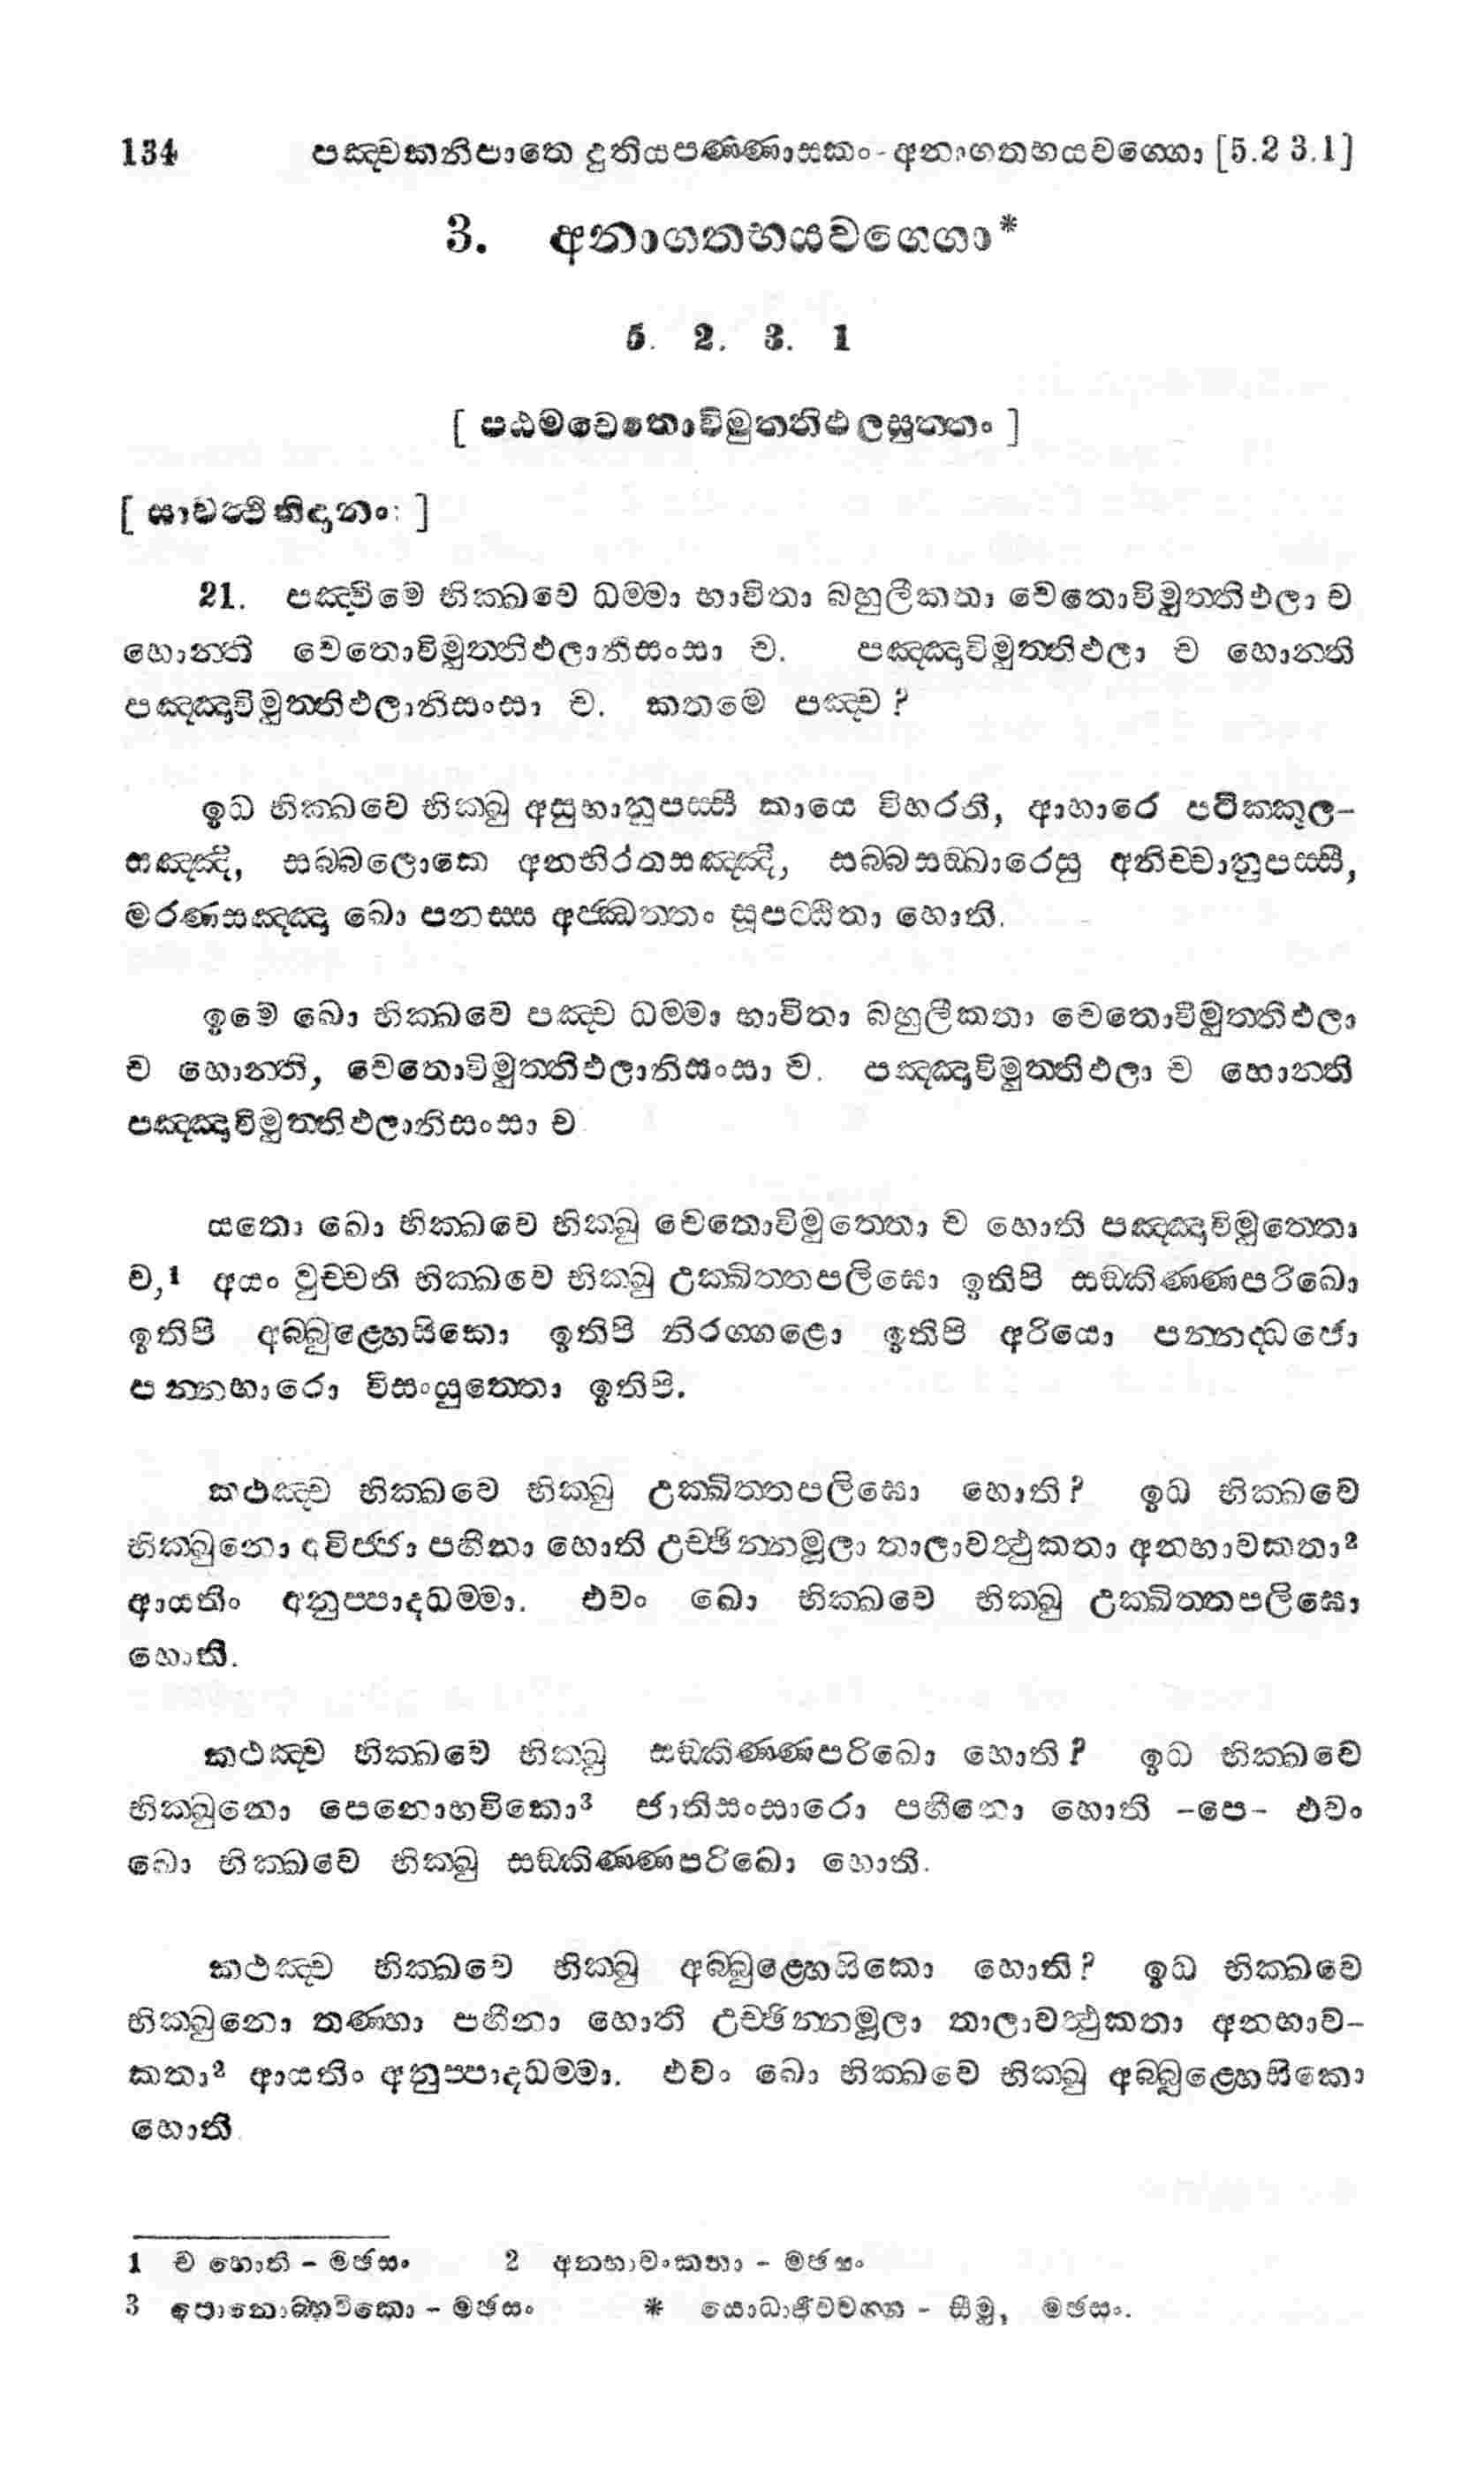 134 පඤ්චකනිපාතෙ දුතියපණ්ණාසකං - අනාගතභයවග්ගො [5.2 3.1]
3. අනාගතභයවග්ගො*
5. 2. 3. 1
[ පඨමචෙතොවිමුත්තිඵලසුත්තං ]
[ සාවත්ථිනිදානං: ]
21. පඤ්චිමෙ භික්ඛවෙ ධම්මා භාවිතා බහුලීකතා චෙතොවිමුත්තිඵලා ච
හොන්ති චෙතොවිමුත්තිඵලානිසංසා ච. පඤ්ඤාවිමුත්තිඵලා ච හොන්ති
පඤ්ඤාවිමුත්තිඵලානිසංසා ච. කතමෙ පඤ්ච ?
ඉධ භික්ඛවෙ භික්ඛු අසුභානුපස්සී කායෙ විහරති, ආහාරෙ පටික්කූල-
සඤ්ඤී, සබ්බලොකෙ අනභිරතසඤ්ඤී, සබ්බසඞ්ඛාරෙසු අනිච්චානුපස්සී,
මරණසඤ්ඤා ඛො පනස්ස අජ්ඣත්තං සූපට්ඨිතා හොති.
ඉමෙ ඛො භික්ඛවෙ පඤ්ච ධම්මා භාවිතා බහුලීකතා චෙතොවිමුත්තිඵලා
ච හොන්ති, චෙතොවිමුත්තිඵලානිසංසා ච. පඤ්ඤාවිමුත්තිඵලා ච හොන්ති
පඤ්ඤාවිමුත්තිඵලානිසංසා ච
යතො ඛො භික්ඛවෙ භික්ඛු චෙතොවිමුත්තො ච හොති පඤ්ඤාවිමුත්තො
ච,¹ අයං වුච්චති භික්ඛවෙ භික්ඛු උක්ඛිත්තපලිඝො ඉතිපි සඞ්කිණ්ණපරිඛො
ඉතිපි අබ්බුළ්හෙසිකො ඉතිපි නිරග්ගළො ඉතිපි අරියො පන්නද්ධජො
පන්නභාරො විසංයුත්තො ඉතිපි.
කථඤ්ච භික්ඛවෙ භික්ඛු උක්ඛිත්තපලිඝො හොති? ඉධ භික්ඛවෙ
භික්ඛුනො අවිජ්ජා පහීනා හොති උච්ඡින්නමූලා තාලාවත්ථුකතා අනභාවකතා²
ආයතිං අනුප්පාදධම්මා. එවං ඛො භික්ඛවෙ භික්ඛු උක්ඛිත්තපලිඝො
හොති.
කථඤ්ච භික්ඛවෙ භික්ඛු සඞ්කිණ්ණපරිඛො හොති? ඉධ භික්ඛවෙ
භික්ඛුනො පෙනොභවිකො³ ජාතිසංසාරො පහීනො හොති -පෙ- එවං
ඛො භික්ඛවෙ භික්ඛු සඞ්කිණ්ණපරිඛො හොති.
කථඤ්ච භික්ඛවෙ භික්ඛු අබ්බුළ්හෙසිකො හොති? ඉධ භික්ඛවෙ
භික්ඛුනො තණ්හා පහීනා හොති උච්ඡින්නමූලා තාලාවත්ථුකතා අනභාව-
කතා² ආයතිං අනුප්පාදධම්මා. එවං ඛො භික්ඛවෙ භික්ඛු අබ්බුළ්හෙසිකො
හොති
1 ච හොති - මඡසං 2 අනභාවංකතා - මඡසං
3 පොනොබ්භවිකො - මඡසං * යොධාජීවවග්ග - සීමු, මඡසං.